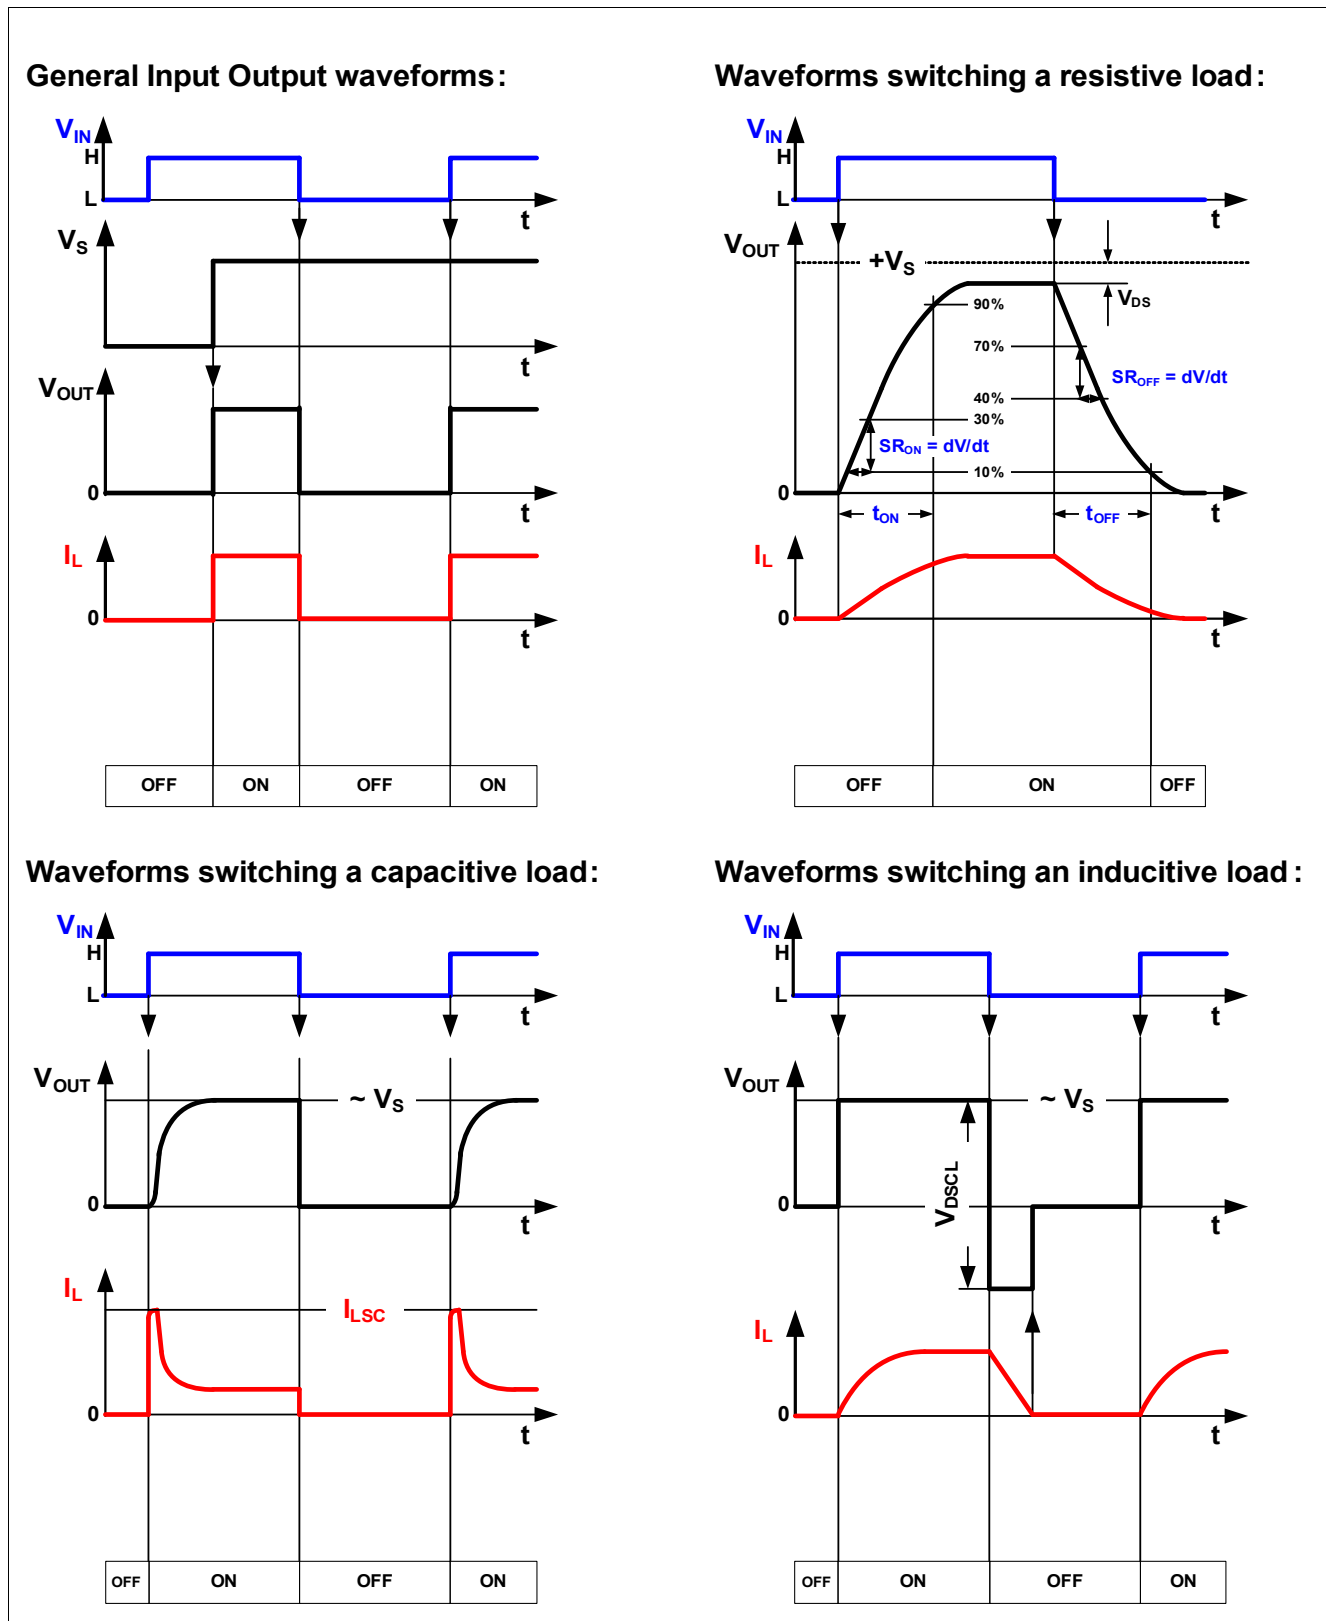 General Input Output waveforms:
VIN
H
L
t
VS
t
VOUT
0
t
IL
0
t
OFF ON OFF ON
Waveforms switching a resistive load:
VIN
H
L
t
VOUT
+VS
VDS
90%
70%
SROFF = dV/dt
40%
30%
SRON = dV/dt
10%
0
t
tON
tOFF
IL
0
t
OFF ON OFF
Waveforms switching a capacitive load:
VIN
H
L
t
VOUT
~ VS
0
t
IL
ILSC
0
t
OFF ON OFF ON
Waveforms switching an inducitive load:
VIN
H
L
t
VOUT
~ VS
VDSCL
0
t
IL
0
t
OFF ON OFF ON